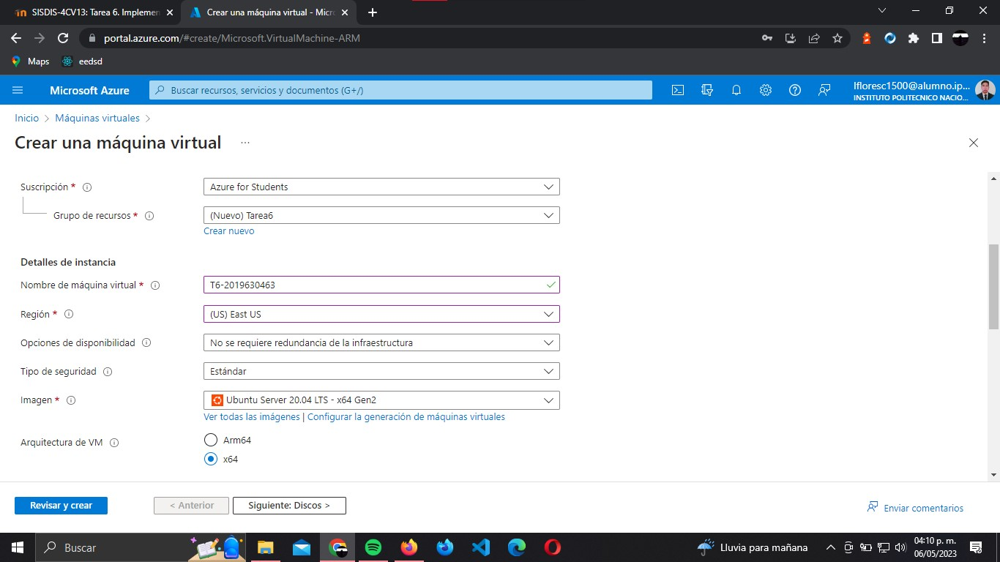 SISDIS-4CV13: Tarea 6. Implemen
Crear una máquina virtual - Micro
portal.azure.com/#create/Microsoft.VirtualMachine-ARM
Maps
eedsd
Microsoft Azure
Buscar recursos, servicios y documentos (G+/)
lfloresc1500@alumno.ip...
INSTITUTO POLITECNICO NACIO...
Inicio > Máquinas virtuales >
Crear una máquina virtual ...
Suscripción *
Azure for Students
Grupo de recursos *
(Nuevo) Tarea6
Crear nuevo
Detalles de instancia
Nombre de máquina virtual *
T6-2019630463
Región *
(US) East US
Opciones de disponibilidad
No se requiere redundancia de la infraestructura
Tipo de seguridad
Estándar
Imagen *
Ubuntu Server 20.04 LTS - x64 Gen2
Ver todas las imágenes | Configurar la generación de máquinas virtuales
Arquitectura de VM
Arm64
x64
Revisar y crear
< Anterior
Siguiente: Discos >
Enviar comentarios
Buscar
Lluvia para mañana
04:10 p. m.
06/05/2023